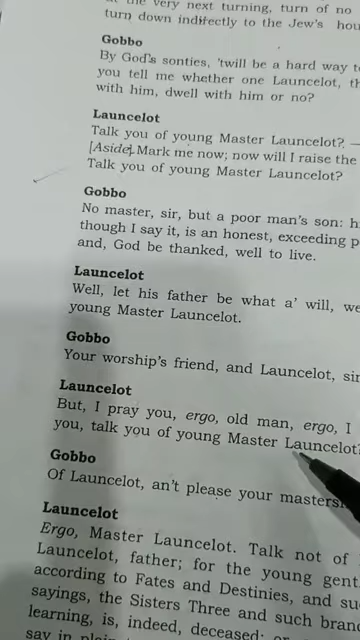 the very next turning, turn of no
turn down indirectly to the Jew's hou
Gobbo
By God's sonties, 'twill be a hard way t
you tell me whether one Launcelot, th
with him, dwell with him or no?
Launcelot
Talk you of young Master Launcelot?, —
[Aside]. Mark me now; now will I raise the
Talk you of young Master Launcelot?
Gobbo
No master, sir, but a poor man's son: h
though I say it, is an honest, exceeding p
and, God be thanked, well to live.
Launcelot
Well, let his father be what a' will, we
young Master Launcelot.
Gobbo
Your worship's friend, and Launcelot, sir
Launcelot
But, I pray you, ergo, old man, ergo, I
you, talk you of young Master Launcelot?
Gobbo
Of Launcelot, an't please your masters
Launcelot
Ergo, Master Launcelot. Talk not of
Launcelot, father; for the young gent
according to Fates and Destinies, and su
sayings, the Sisters Three and such bran
learning, is, indeed, deceased, or
say in plain